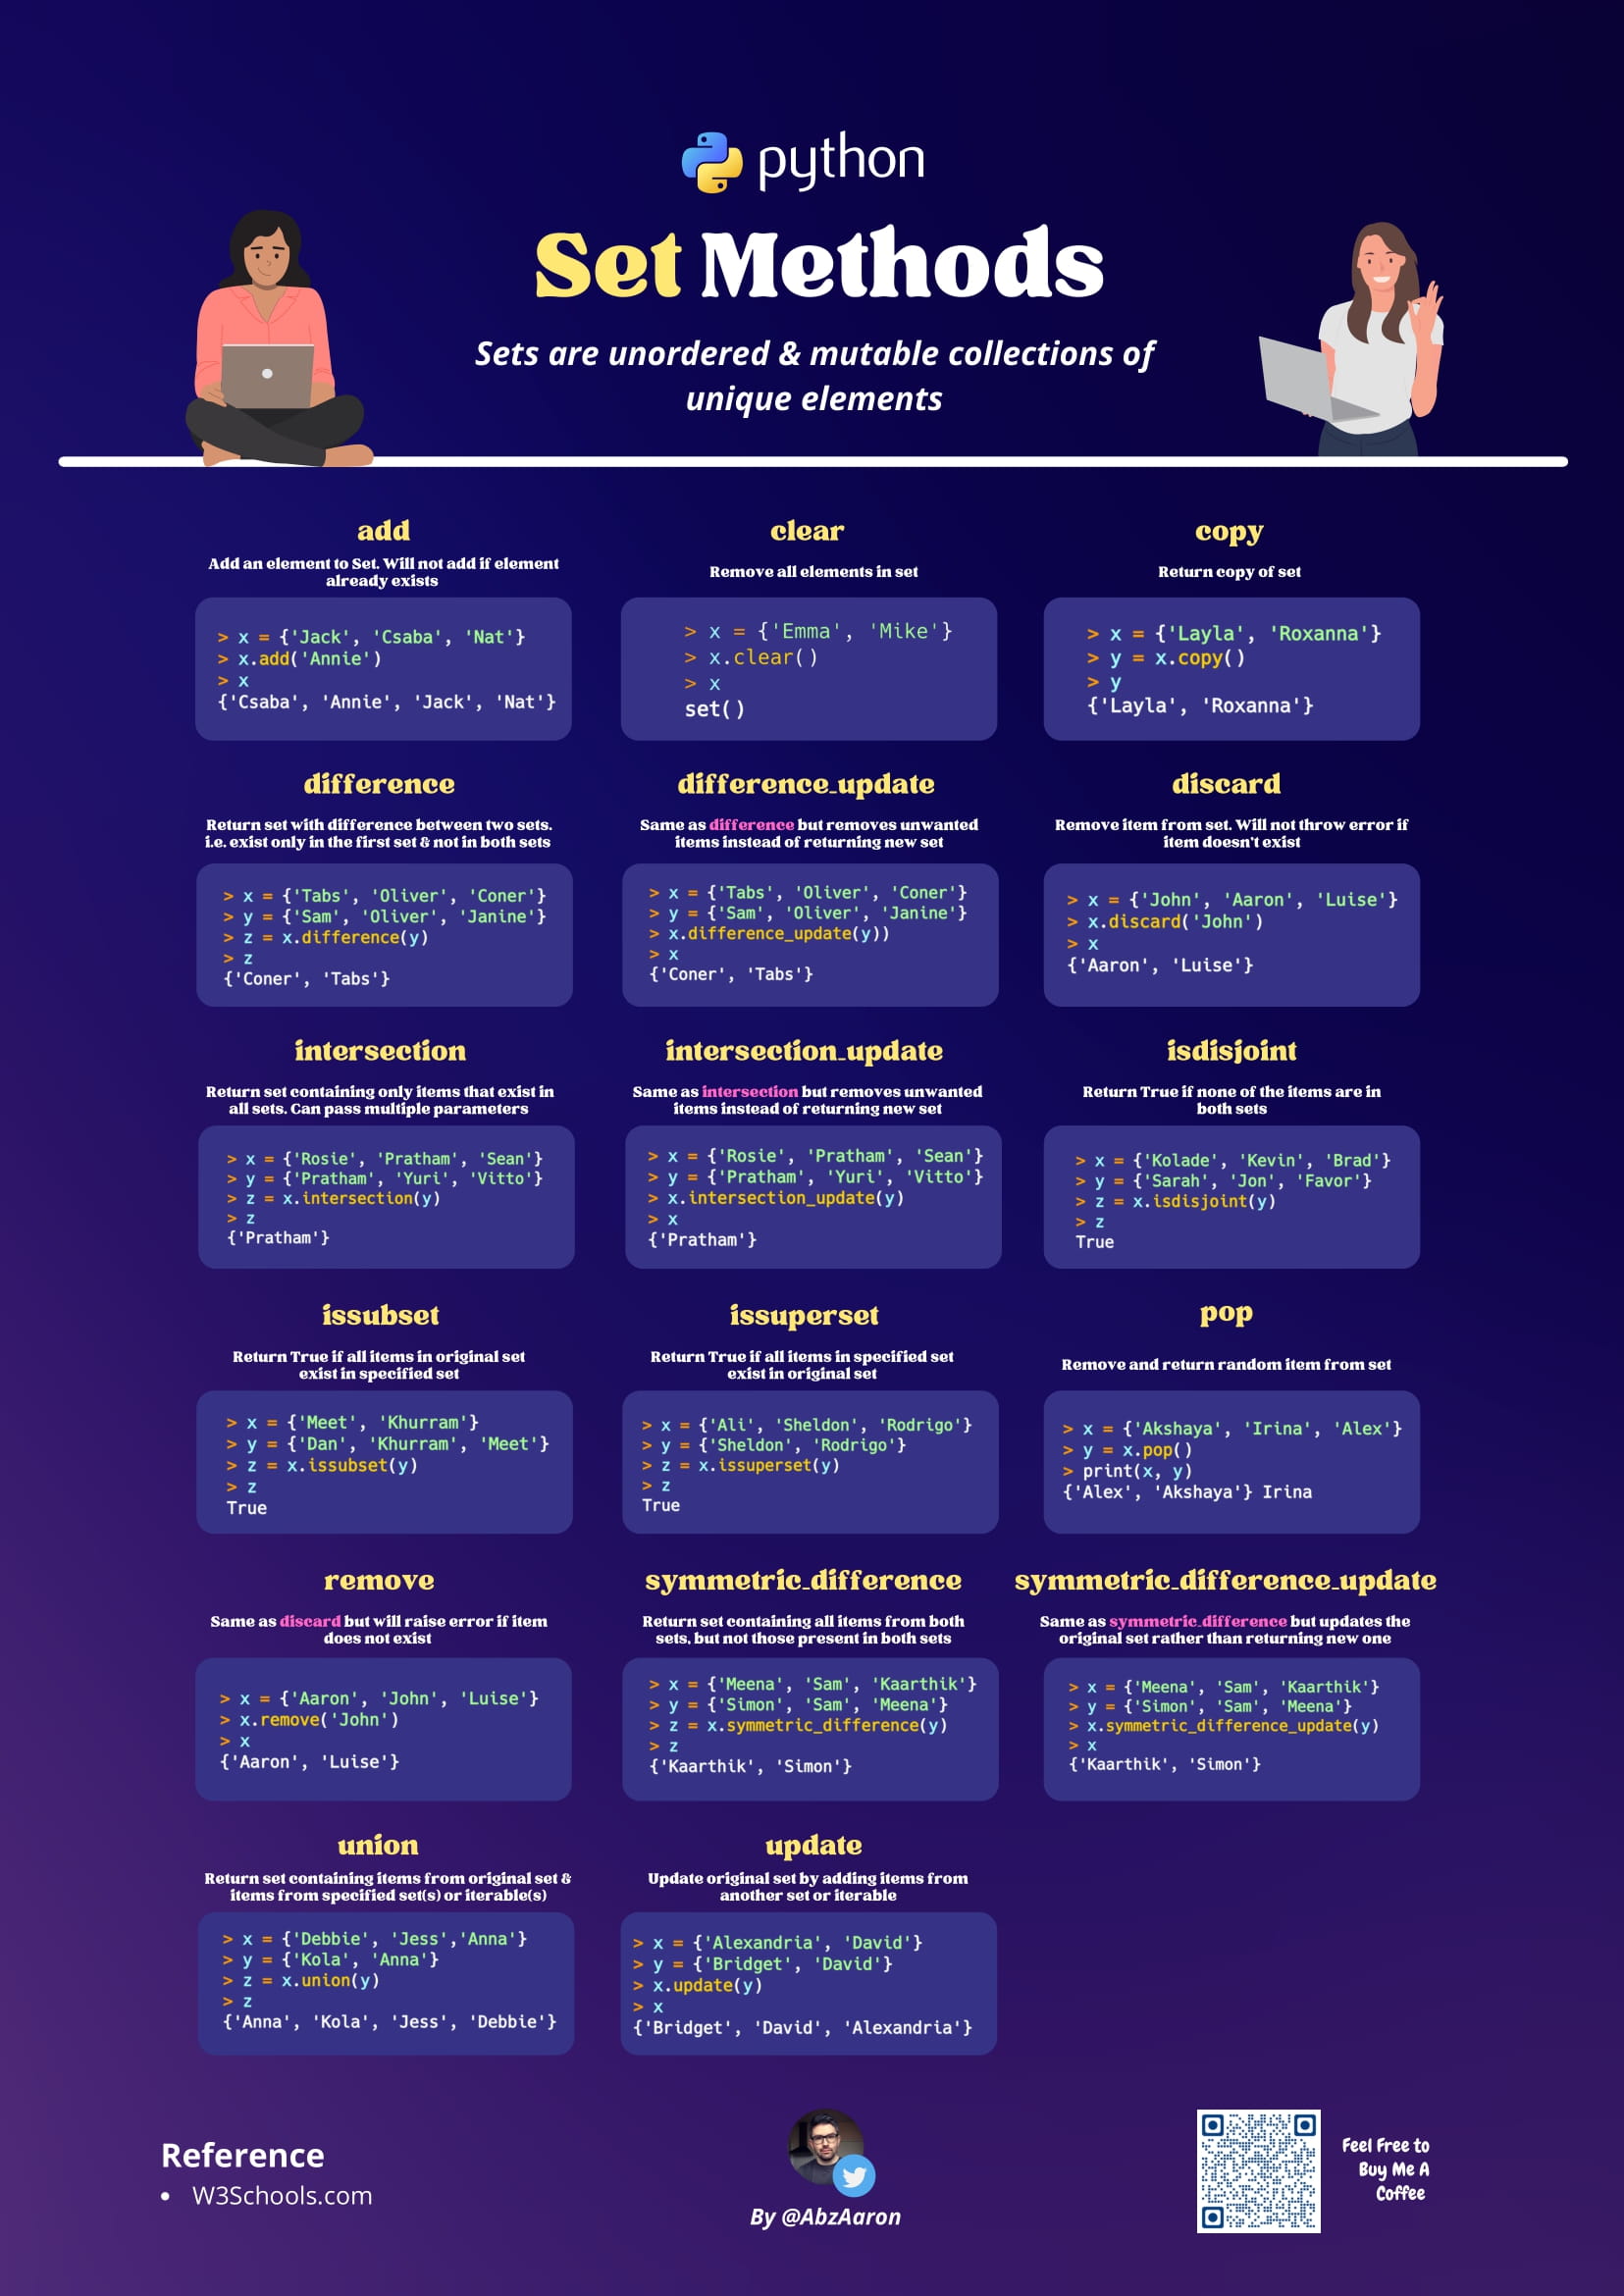 python
Set Methods
Sets are unordered & mutable collections of
unique elements
add
Add an element to Set. Will not add if element
already exists
> x = {'Jack', 'Csaba', 'Nat'}
> x.add('Annie')
> x
{'Csaba', 'Annie', 'Jack', 'Nat'}
clear
Remove all elements in set
> x = {'Emma', 'Mike'}
> x.clear()
> x
set()
copy
Return copy of set
> x = {'Layla', 'Roxanna'}
> y = x.copy()
> y
{'Layla', 'Roxanna'}
difference
Return set with difference between two sets.
i.e. exist only in the first set & not in both sets
> x = {'Tabs', 'Oliver', 'Coner'}
> y = {'Sam', 'Oliver', 'Janine'}
> z = x.difference(y)
> z
{'Coner', 'Tabs'}
difference_update
Same as difference but removes unwanted
items instead of returning new set
> x = {'Tabs', 'Oliver', 'Coner'}
> y = {'Sam', 'Oliver', 'Janine'}
> x.difference_update(y))
> x
{'Coner', 'Tabs'}
discard
Remove item from set. Will not throw error if
item doesn't exist
> x = {'John', 'Aaron', 'Luise'}
> x.discard('John')
> x
{'Aaron', 'Luise'}
intersection
Return set containing only items that exist in
all sets. Can pass multiple parameters
> x = {'Rosie', 'Pratham', 'Sean'}
> y = {'Pratham', 'Yuri', 'Vitto'}
> z = x.intersection(y)
> z
{'Pratham'}
intersection_update
Same as intersection but removes unwanted
items instead of returning new set
> x = {'Rosie', 'Pratham', 'Sean'}
> y = {'Pratham', 'Yuri', 'Vitto'}
> x.intersection_update(y)
> x
{'Pratham'}
isdisjoint
Return True if none of the items are in
both sets
> x = {'Kolade', 'Kevin', 'Brad'}
> y = {'Sarah', 'Jon', 'Favor'}
> z = x.isdisjoint(y)
> z
True
issubset
Return True if all items in original set
exist in specified set
> x = {'Meet', 'Khurram'}
> y = {'Dan', 'Khurram', 'Meet'}
> z = x.issubset(y)
> z
True
issuperset
Return True if all items in specified set
exist in original set
> x = {'Ali', 'Sheldon', 'Rodrigo'}
> y = {'Sheldon', 'Rodrigo'}
> z = x.issuperset(y)
> z
True
pop
Remove and return random item from set
> x = {'Akshaya', 'Irina', 'Alex'}
> y = x.pop()
> print(x, y)
{'Alex', 'Akshaya'} Irina
remove
Same as discard but will raise error if item
does not exist
> x = {'Aaron', 'John', 'Luise'}
> x.remove('John')
> x
{'Aaron', 'Luise'}
symmetric_difference
Return set containing all items from both
sets, but not those present in both sets
> x = {'Meena', 'Sam', 'Kaarthik'}
> y = {'Simon', 'Sam', 'Meena'}
> z = x.symmetric_difference(y)
> z
{'Kaarthik', 'Simon'}
symmetric_difference_update
Same as symmetric_difference but updates the
original set rather than returning new one
> x = {'Meena', 'Sam', 'Kaarthik'}
> y = {'Simon', 'Sam', 'Meena'}
> x.symmetric_difference_update(y)
> x
{'Kaarthik', 'Simon'}
union
Return set containing items from original set &
items from specified set(s) or iterable(s)
> x = {'Debbie', 'Jess','Anna'}
> y = {'Kola', 'Anna'}
> z = x.union(y)
> z
{'Anna', 'Kola', 'Jess', 'Debbie'}
update
Update original set by adding items from
another set or iterable
> x = {'Alexandria', 'David'}
> y = {'Bridget', 'David'}
> x.update(y)
> x
{'Bridget', 'David', 'Alexandria'}
Reference
• W3Schools.com
By @AbzAaron
Feel Free to
Buy Me A
Coffee